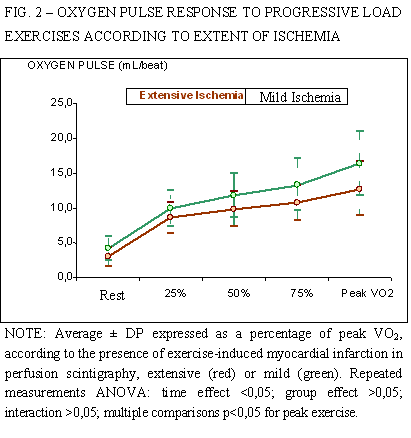 FIG. 2 – OXYGEN PULSE RESPONSE TO PROGRESSIVE LOAD
EXERCISES ACCORDING TO EXTENT OF ISCHEMIA
OXYGEN PULSE (mL/beat)
Extensive Ischemia Mild Ischemia
25,0
20,0
15,0
10,0
5,0
0,0
Rest 25% 50% 75% Peak VO2
NOTE: Average ± DP expressed as a percentage of peak VO2,
according to the presence of exercise-induced myocardial infarction in
perfusion scintigraphy, extensive (red) or mild (green). Repeated
measurements ANOVA: time effect <0,05; group effect >0,05;
interaction >0,05; multiple comparisons p<0,05 for peak exercise.